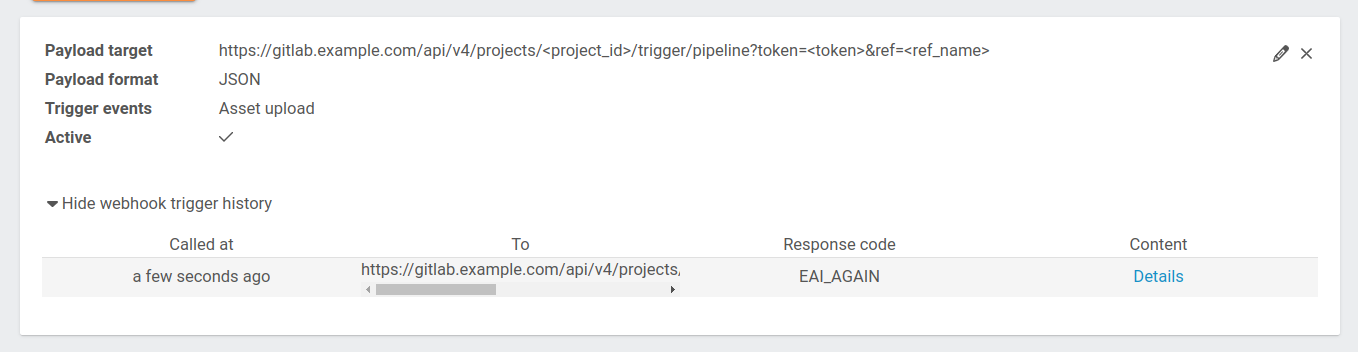 Payload target https://gitlab.example.com/api/v4/projects/<project_id>/trigger/pipeline?token=<token>&ref=<ref_name>
Payload format JSON
Trigger events Asset upload
Active
Hide webhook trigger history
Called at To Response code Content
a few seconds ago https://gitlab.example.com/api/v4/projects/ EAI_AGAIN Details